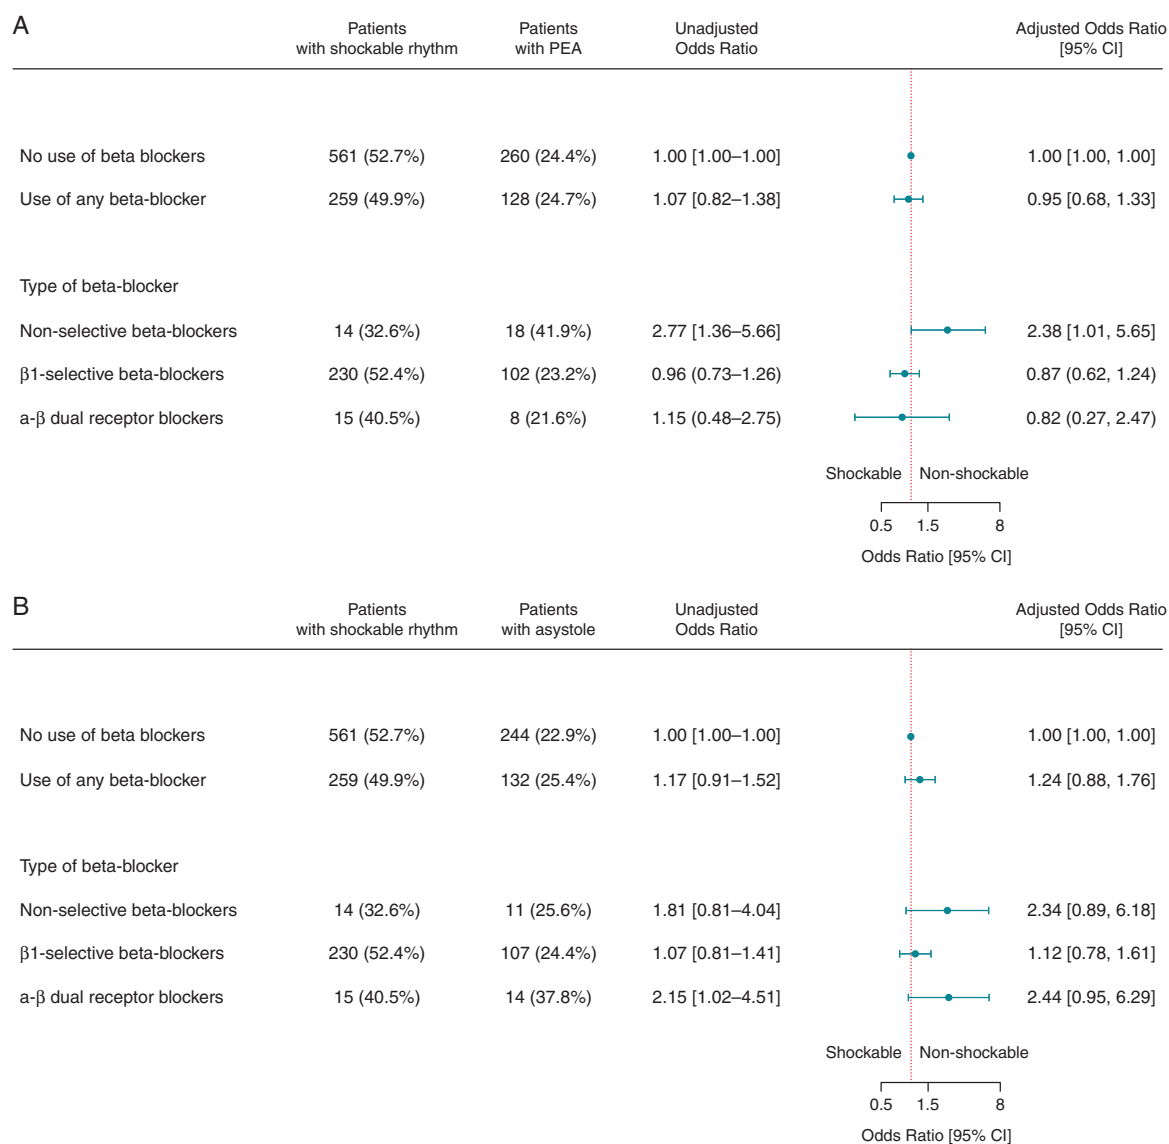 A
Patients with shockable rhythm
Patients with PEA
Unadjusted Odds Ratio
Adjusted Odds Ratio [95% CI]
No use of beta blockers 561 (52.7%) 260 (24.4%) 1.00 [1.00–1.00] 1.00 [1.00, 1.00]
Use of any beta-blocker 259 (49.9%) 128 (24.7%) 1.07 [0.82–1.38] 0.95 [0.68, 1.33]
Type of beta-blocker
Non-selective beta-blockers 14 (32.6%) 18 (41.9%) 2.77 [1.36–5.66] 2.38 [1.01, 5.65]
β1-selective beta-blockers 230 (52.4%) 102 (23.2%) 0.96 (0.73–1.26) 0.87 (0.62, 1.24)
a-β dual receptor blockers 15 (40.5%) 8 (21.6%) 1.15 (0.48–2.75) 0.82 (0.27, 2.47)
Shockable Non-shockable
0.5 1.5 8
Odds Ratio [95% CI]
B
Patients with shockable rhythm
Patients with asystole
Unadjusted Odds Ratio
Adjusted Odds Ratio [95% CI]
No use of beta blockers 561 (52.7%) 244 (22.9%) 1.00 [1.00–1.00] 1.00 [1.00, 1.00]
Use of any beta-blocker 259 (49.9%) 132 (25.4%) 1.17 [0.91–1.52] 1.24 [0.88, 1.76]
Type of beta-blocker
Non-selective beta-blockers 14 (32.6%) 11 (25.6%) 1.81 [0.81–4.04] 2.34 [0.89, 6.18]
β1-selective beta-blockers 230 (52.4%) 107 (24.4%) 1.07 [0.81–1.41] 1.12 [0.78, 1.61]
a-β dual receptor blockers 15 (40.5%) 14 (37.8%) 2.15 [1.02–4.51] 2.44 [0.95, 6.29]
Shockable Non-shockable
0.5 1.5 8
Odds Ratio [95% CI]